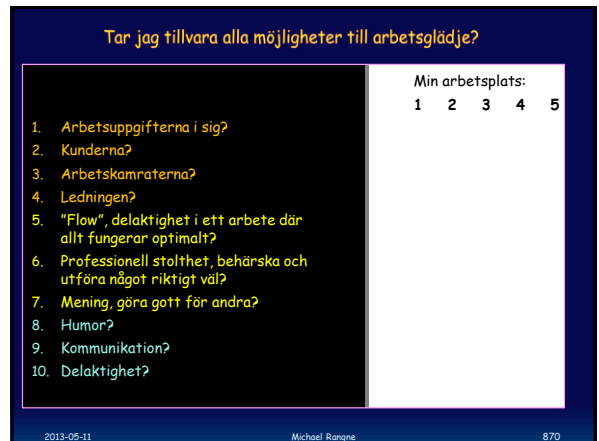 Tar jag tillvara alla möjligheter till arbetsglädje?
Min arbetsplats:
1 2 3 4 5
1. Arbetsuppgifterna i sig?
2. Kunderna?
3. Arbetskamraterna?
4. Ledningen?
5. ”Flow”, delaktighet i ett arbete där
allt fungerar optimalt?
6. Professionell stolthet, behärska och
utföra något riktigt väl?
7. Mening, göra gott för andra?
8. Humor?
9. Kommunikation?
10. Delaktighet?
2013-05-11 Michael Rangne 870